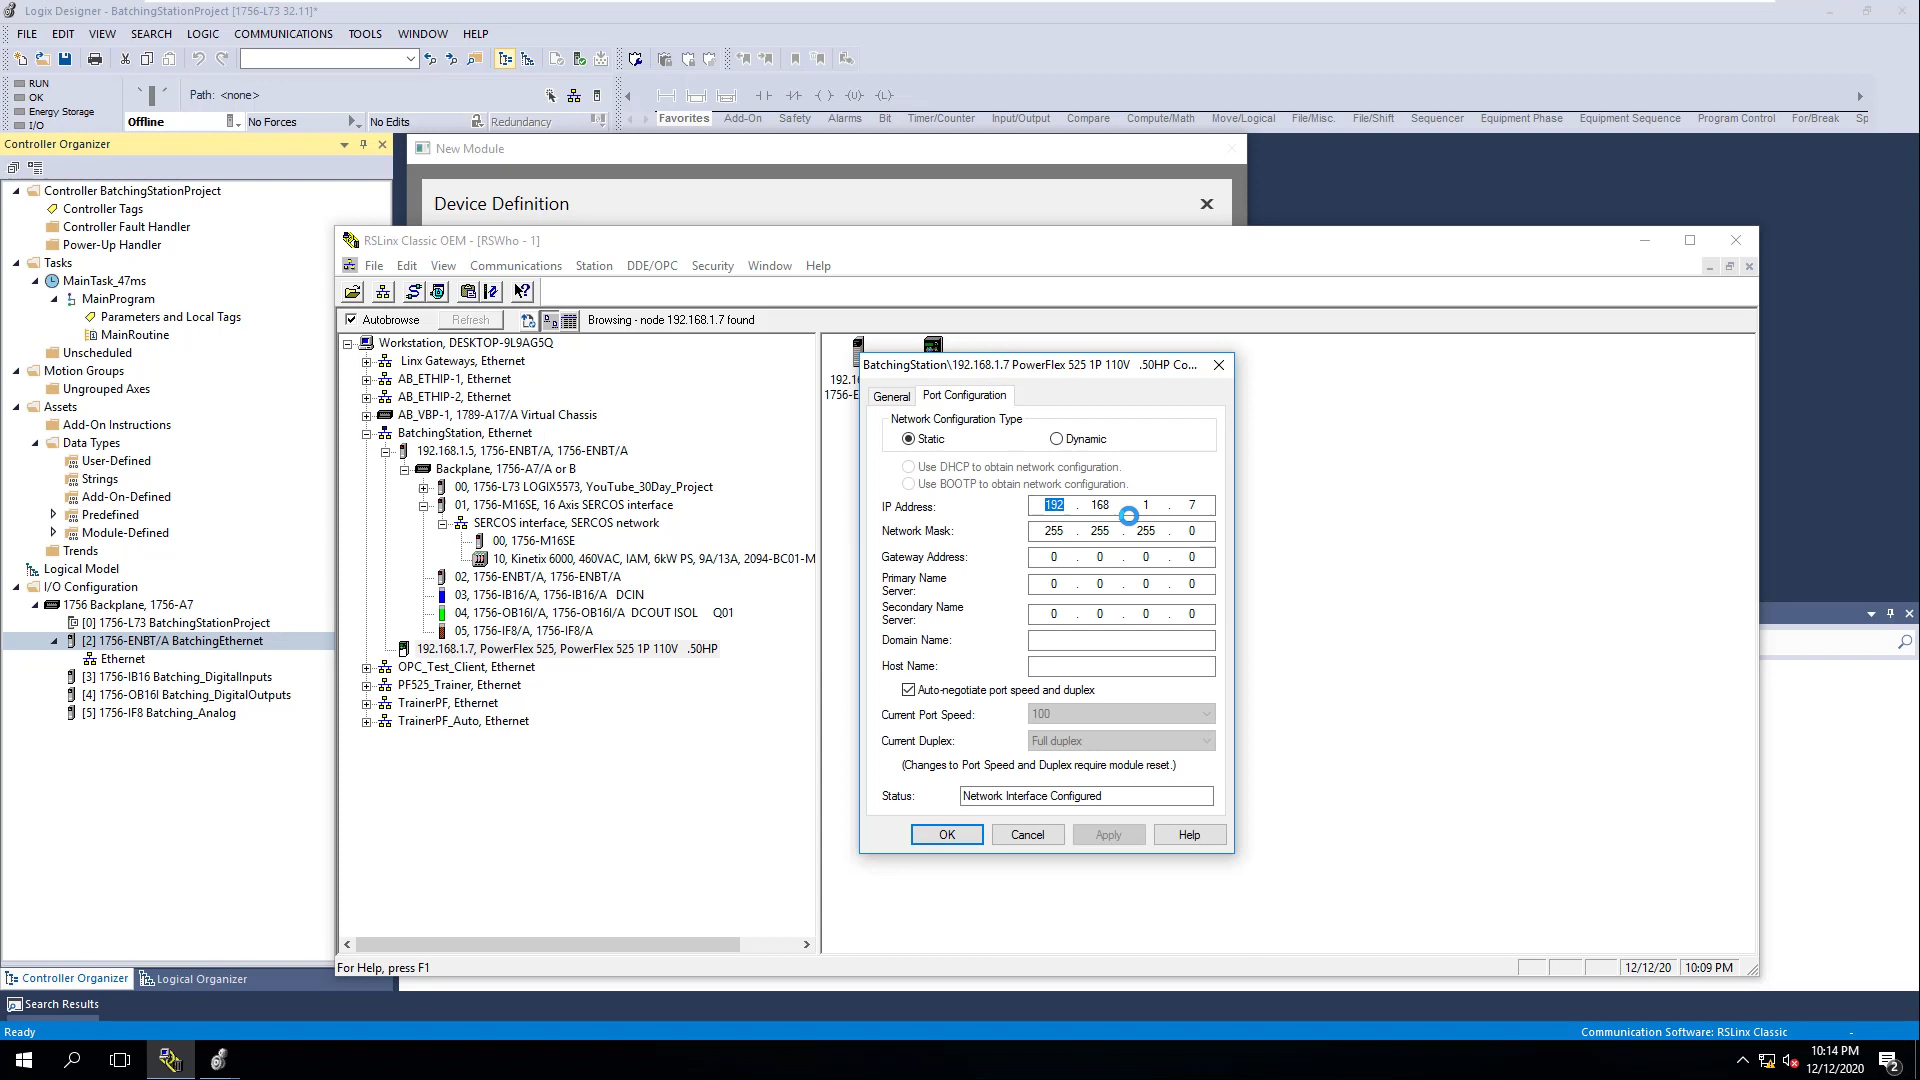 Logix Designer - BatchingStationProject [1756-L73 32.11]*
FILE EDIT VIEW SEARCH LOGIC COMMUNICATIONS TOOLS WINDOW HELP
RUN
OK
Energy Storage
I/O
Path: <none>
Offline
No Forces
No Edits
Redundancy
Favorites Add-On Safety Alarms Bit Timer/Counter Input/Output Compare Compute/Math Move/Logical File/Misc. File/Shift Sequencer Equipment Phase Equipment Sequence Program Control For/Break Sp
Controller Organizer
Controller BatchingStationProject
Controller Tags
Controller Fault Handler
Power-Up Handler
Tasks
MainTask_47ms
MainProgram
Parameters and Local Tags
MainRoutine
Unscheduled
Motion Groups
Ungrouped Axes
Assets
Add-On Instructions
Data Types
User-Defined
Strings
Add-On-Defined
Predefined
Module-Defined
Trends
Logical Model
I/O Configuration
1756 Backplane, 1756-A7
[0] 1756-L73 BatchingStationProject
[2] 1756-ENBT/A BatchingEthernet
Ethernet
[3] 1756-IB16 Batching_DigitalInputs
[4] 1756-OB16I Batching_DigitalOutputs
[5] 1756-IF8 Batching_Analog
Controller Organizer
Logical Organizer
Search Results
Ready
Communication Software: RSLinx Classic
New Module
Device Definition
RSLinx Classic OEM - [RSWho - 1]
File Edit View Communications Station DDE/OPC Security Window Help
Autobrowse
Refresh
Browsing - node 192.168.1.7 found
Workstation, DESKTOP-9L9AG5Q
Linx Gateways, Ethernet
AB_ETHIP-1, Ethernet
AB_ETHIP-2, Ethernet
AB_VBP-1, 1789-A17/A Virtual Chassis
BatchingStation, Ethernet
192.168.1.5, 1756-ENBT/A, 1756-ENBT/A
Backplane, 1756-A7/A or B
00, 1756-L73 LOGIX5573, YouTube_30Day_Project
01, 1756-M16SE, 16 Axis SERCOS interface
SERCOS interface, SERCOS network
00, 1756-M16SE
10, Kinetix 6000, 460VAC, IAM, 6kW PS, 9A/13A, 2094-BC01-M
02, 1756-ENBT/A, 1756-ENBT/A
03, 1756-IB16/A, 1756-IB16/A DCIN
04, 1756-OB16I/A, 1756-OB16I/A DCOUT ISOL Q01
05, 1756-IF8/A, 1756-IF8/A
192.168.1.7, PowerFlex 525, PowerFlex 525 1P 110V .50HP
OPC_Test_Client, Ethernet
PF525_Trainer, Ethernet
TrainerPF, Ethernet
TrainerPF_Auto, Ethernet
192.1
1756-E
For Help, press F1
12/12/20
10:09 PM
BatchingStation\192.168.1.7 PowerFlex 525 1P 110V .50HP Co...
General
Port Configuration
Network Configuration Type
Static
Dynamic
Use DHCP to obtain network configuration.
Use BOOTP to obtain network configuration.
IP Address: 192 . 168 . 1 . 7
Network Mask: 255 . 255 . 255 . 0
Gateway Address: 0 . 0 . 0 . 0
Primary Name
Server: 0 . 0 . 0 . 0
Secondary Name
Server: 0 . 0 . 0 . 0
Domain Name:
Host Name:
Auto-negotiate port speed and duplex
Current Port Speed: 100
Current Duplex: Full duplex
(Changes to Port Speed and Duplex require module reset.)
Status: Network Interface Configured
OK
Cancel
Apply
Help
10:14 PM
12/12/2020
2